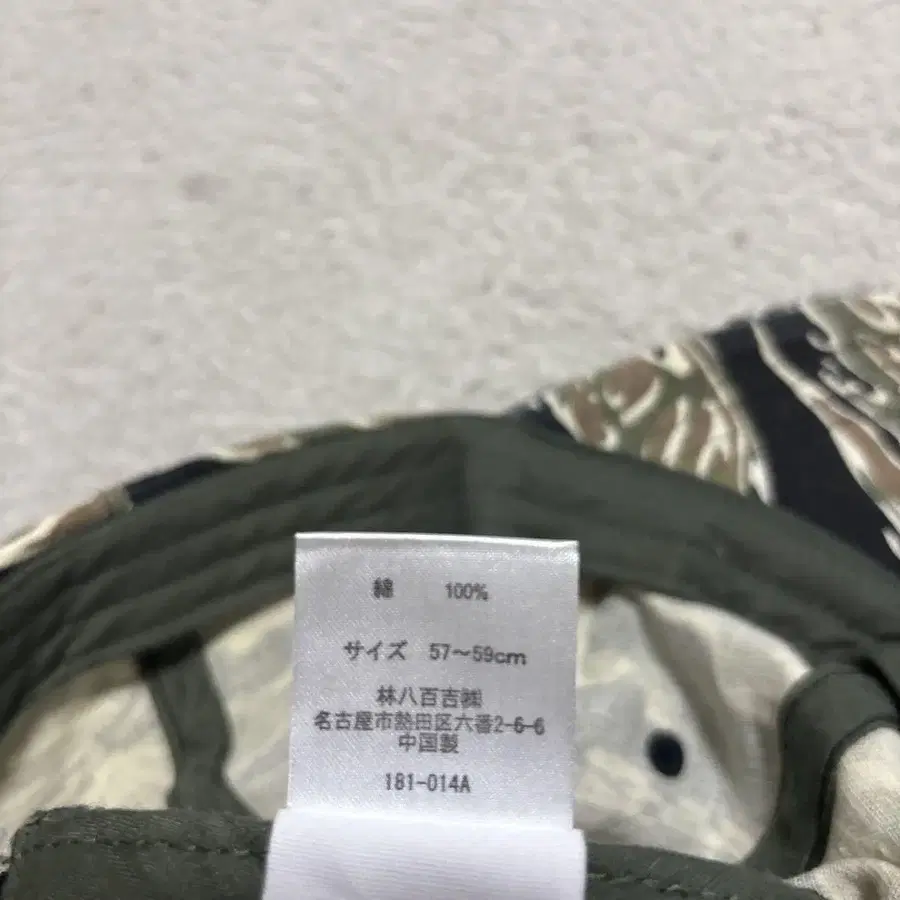 綿 100%
サイズ 57〜59cm
林八百吉㈱
名古屋市熱田区六番2-6-6
中国製
181-014A